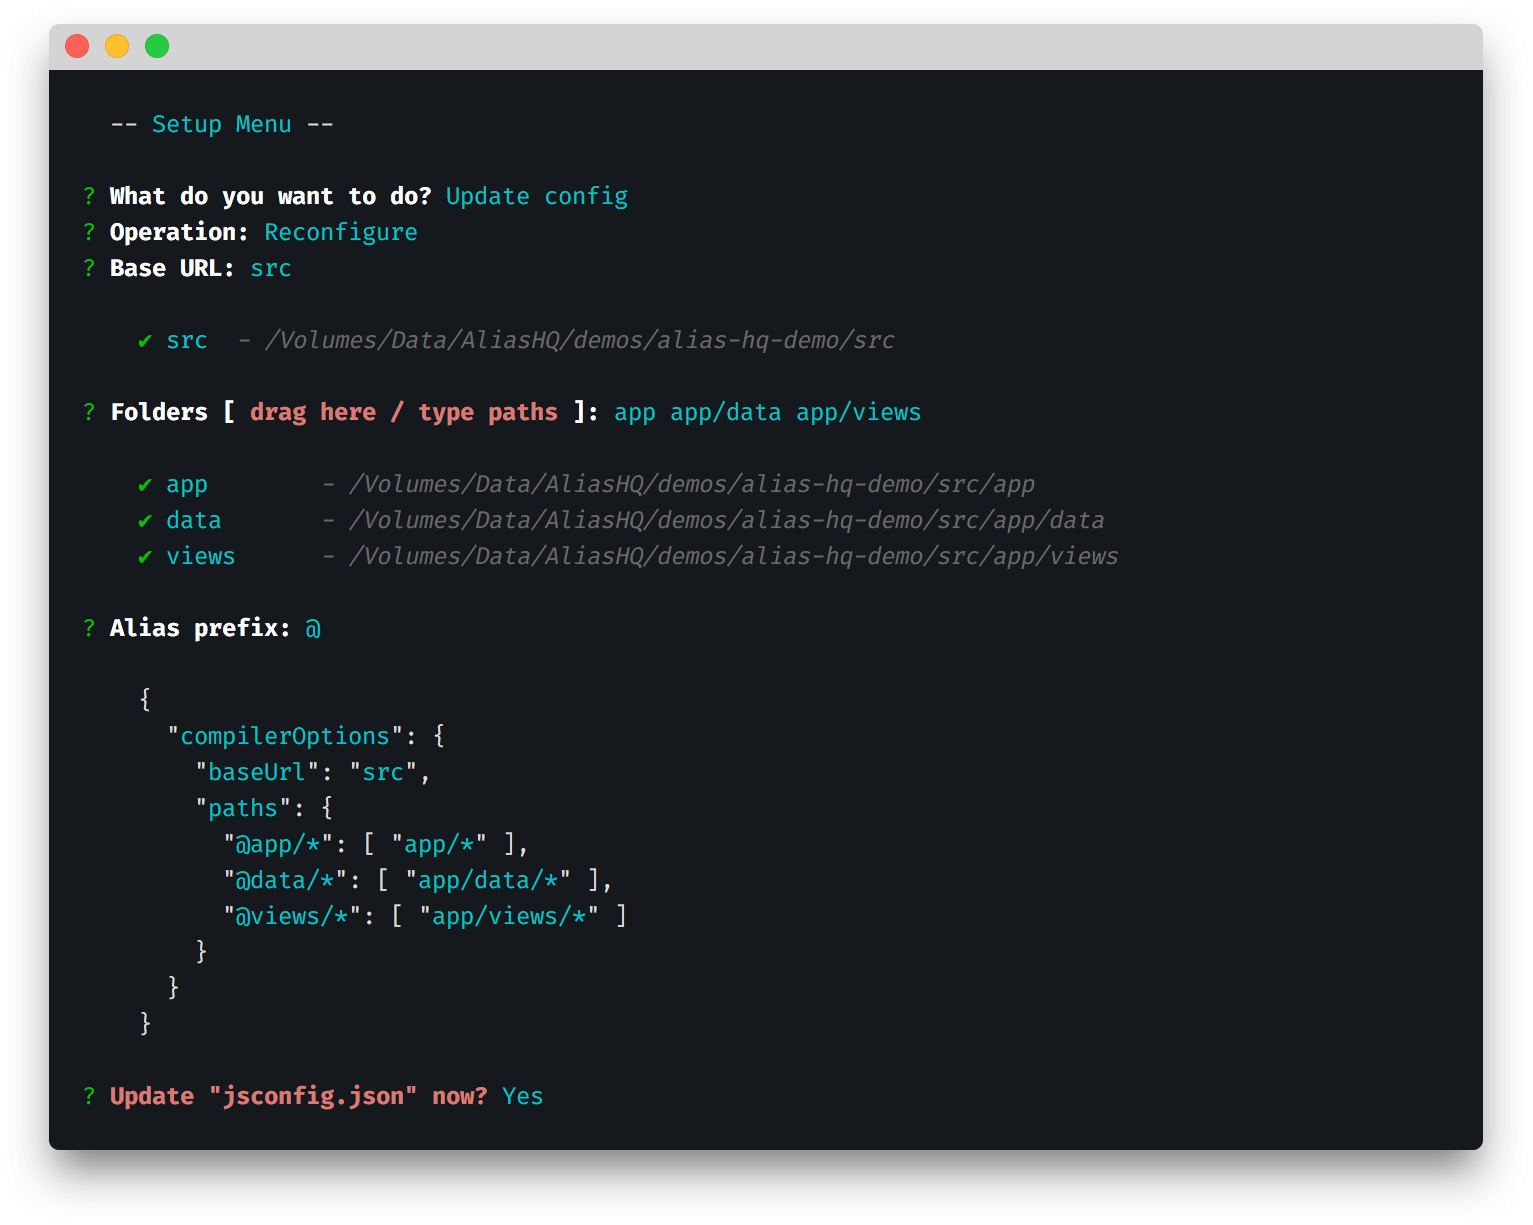 -- Setup Menu --
? What do you want to do? Update config
? Operation: Reconfigure
? Base URL: src
✔ src - /Volumes/Data/AliasHQ/demos/alias-hq-demo/src
? Folders [ drag here / type paths ]: app app/data app/views
✔ app - /Volumes/Data/AliasHQ/demos/alias-hq-demo/src/app
✔ data - /Volumes/Data/AliasHQ/demos/alias-hq-demo/src/app/data
✔ views - /Volumes/Data/AliasHQ/demos/alias-hq-demo/src/app/views
? Alias prefix: @
{
"compilerOptions": {
"baseUrl": "src",
"paths": {
"@app/*": [ "app/*" ],
"@data/*": [ "app/data/*" ],
"@views/*": [ "app/views/*" ]
}
}
}
? Update "jsconfig.json" now? Yes